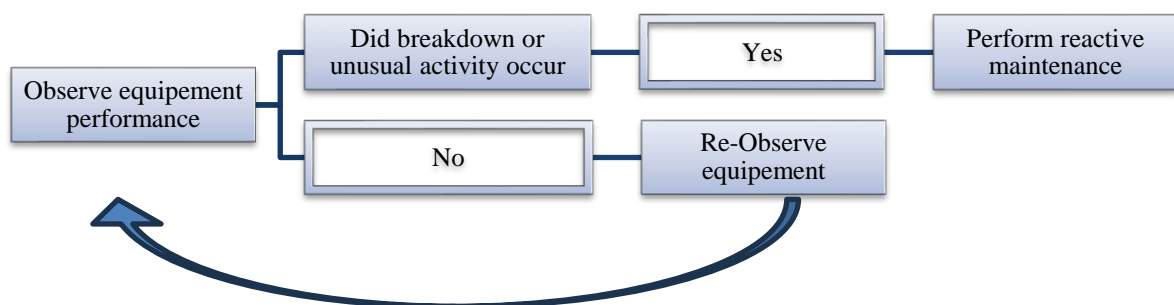 Observe equipement
performance
Did breakdown or
unusual activity occur
Yes
Perform reactive
maintenance
No
Re-Observe
equipement